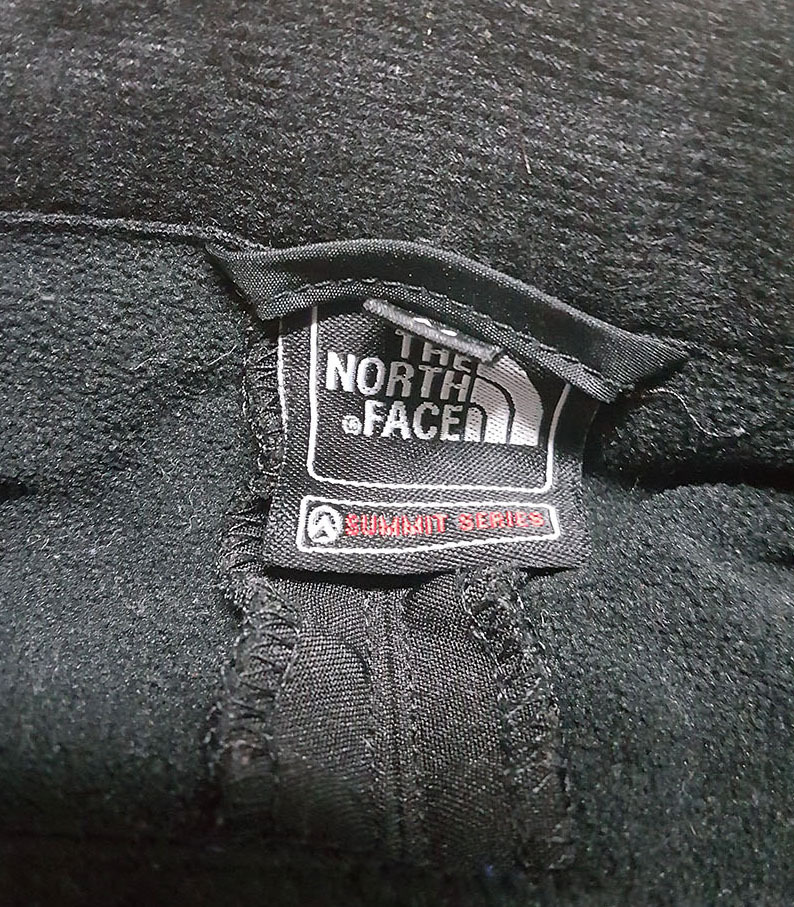 THE
NORTH
® FACE
SUMMIT SERIES